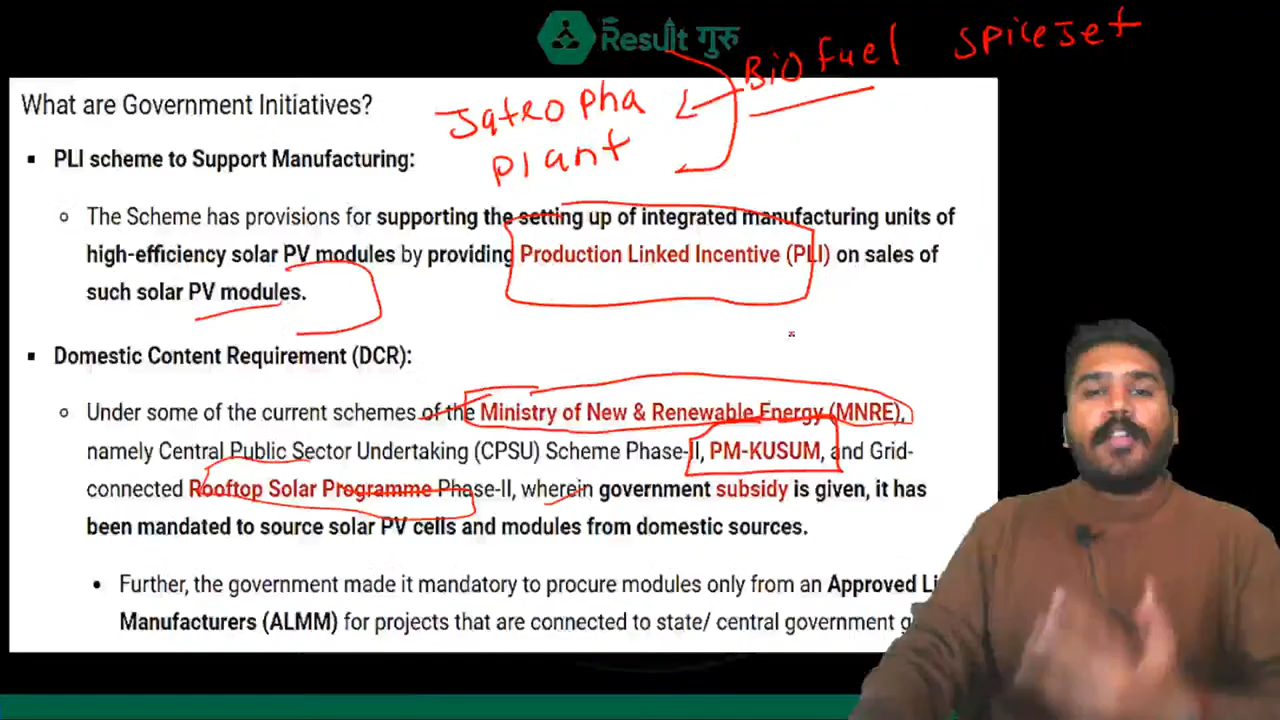 Result गुरु
BioFuel SpiceJet
Jatropha
Plant
What are Government Initiatives?
▪ PLI scheme to Support Manufacturing:
○ The Scheme has provisions for supporting the setting up of integrated manufacturing units of
high-efficiency solar PV modules by providing Production Linked Incentive (PLI) on sales of
such solar PV modules.
▪ Domestic Content Requirement (DCR):
○ Under some of the current schemes of the Ministry of New & Renewable Energy (MNRE),
namely Central Public Sector Undertaking (CPSU) Scheme Phase-II, PM-KUSUM, and Grid-
connected Rooftop Solar Programme Phase-II, wherein government subsidy is given, it has
been mandated to source solar PV cells and modules from domestic sources.
• Further, the government made it mandatory to procure modules only from an Approved Li
Manufacturers (ALMM) for projects that are connected to state/ central government g